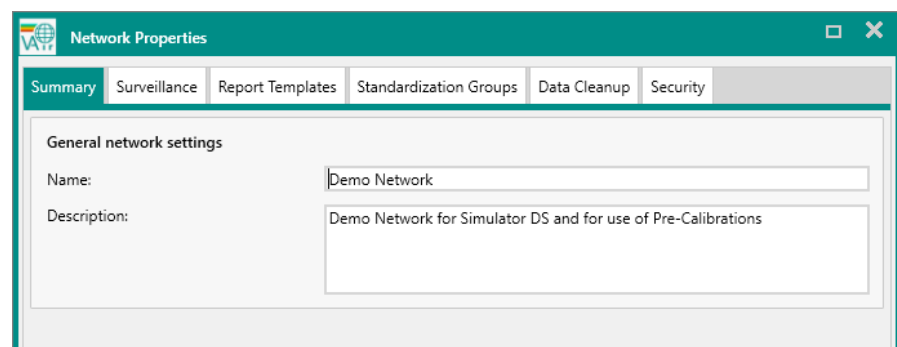 VAir
Network Properties
Summary Surveillance Report Templates Standardization Groups Data Cleanup Security
General network settings
Name: Demo Network
Description: Demo Network for Simulator DS and for use of Pre-Calibrations